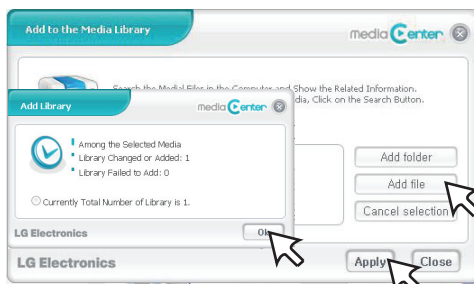 Add to the Media Library
media Center
Search the Medial Files in the Computer and Show the Related Information.
dia, Click on the Search Button.
Add Library
media Center
Among the Selected Media
Library Changed or Added: 1
Library Failed to Add: 0
Currently Total Number of Library is 1.
LG Electronics
Ok
Add folder
Add file
Cancel selection
LG Electronics
Apply
Close